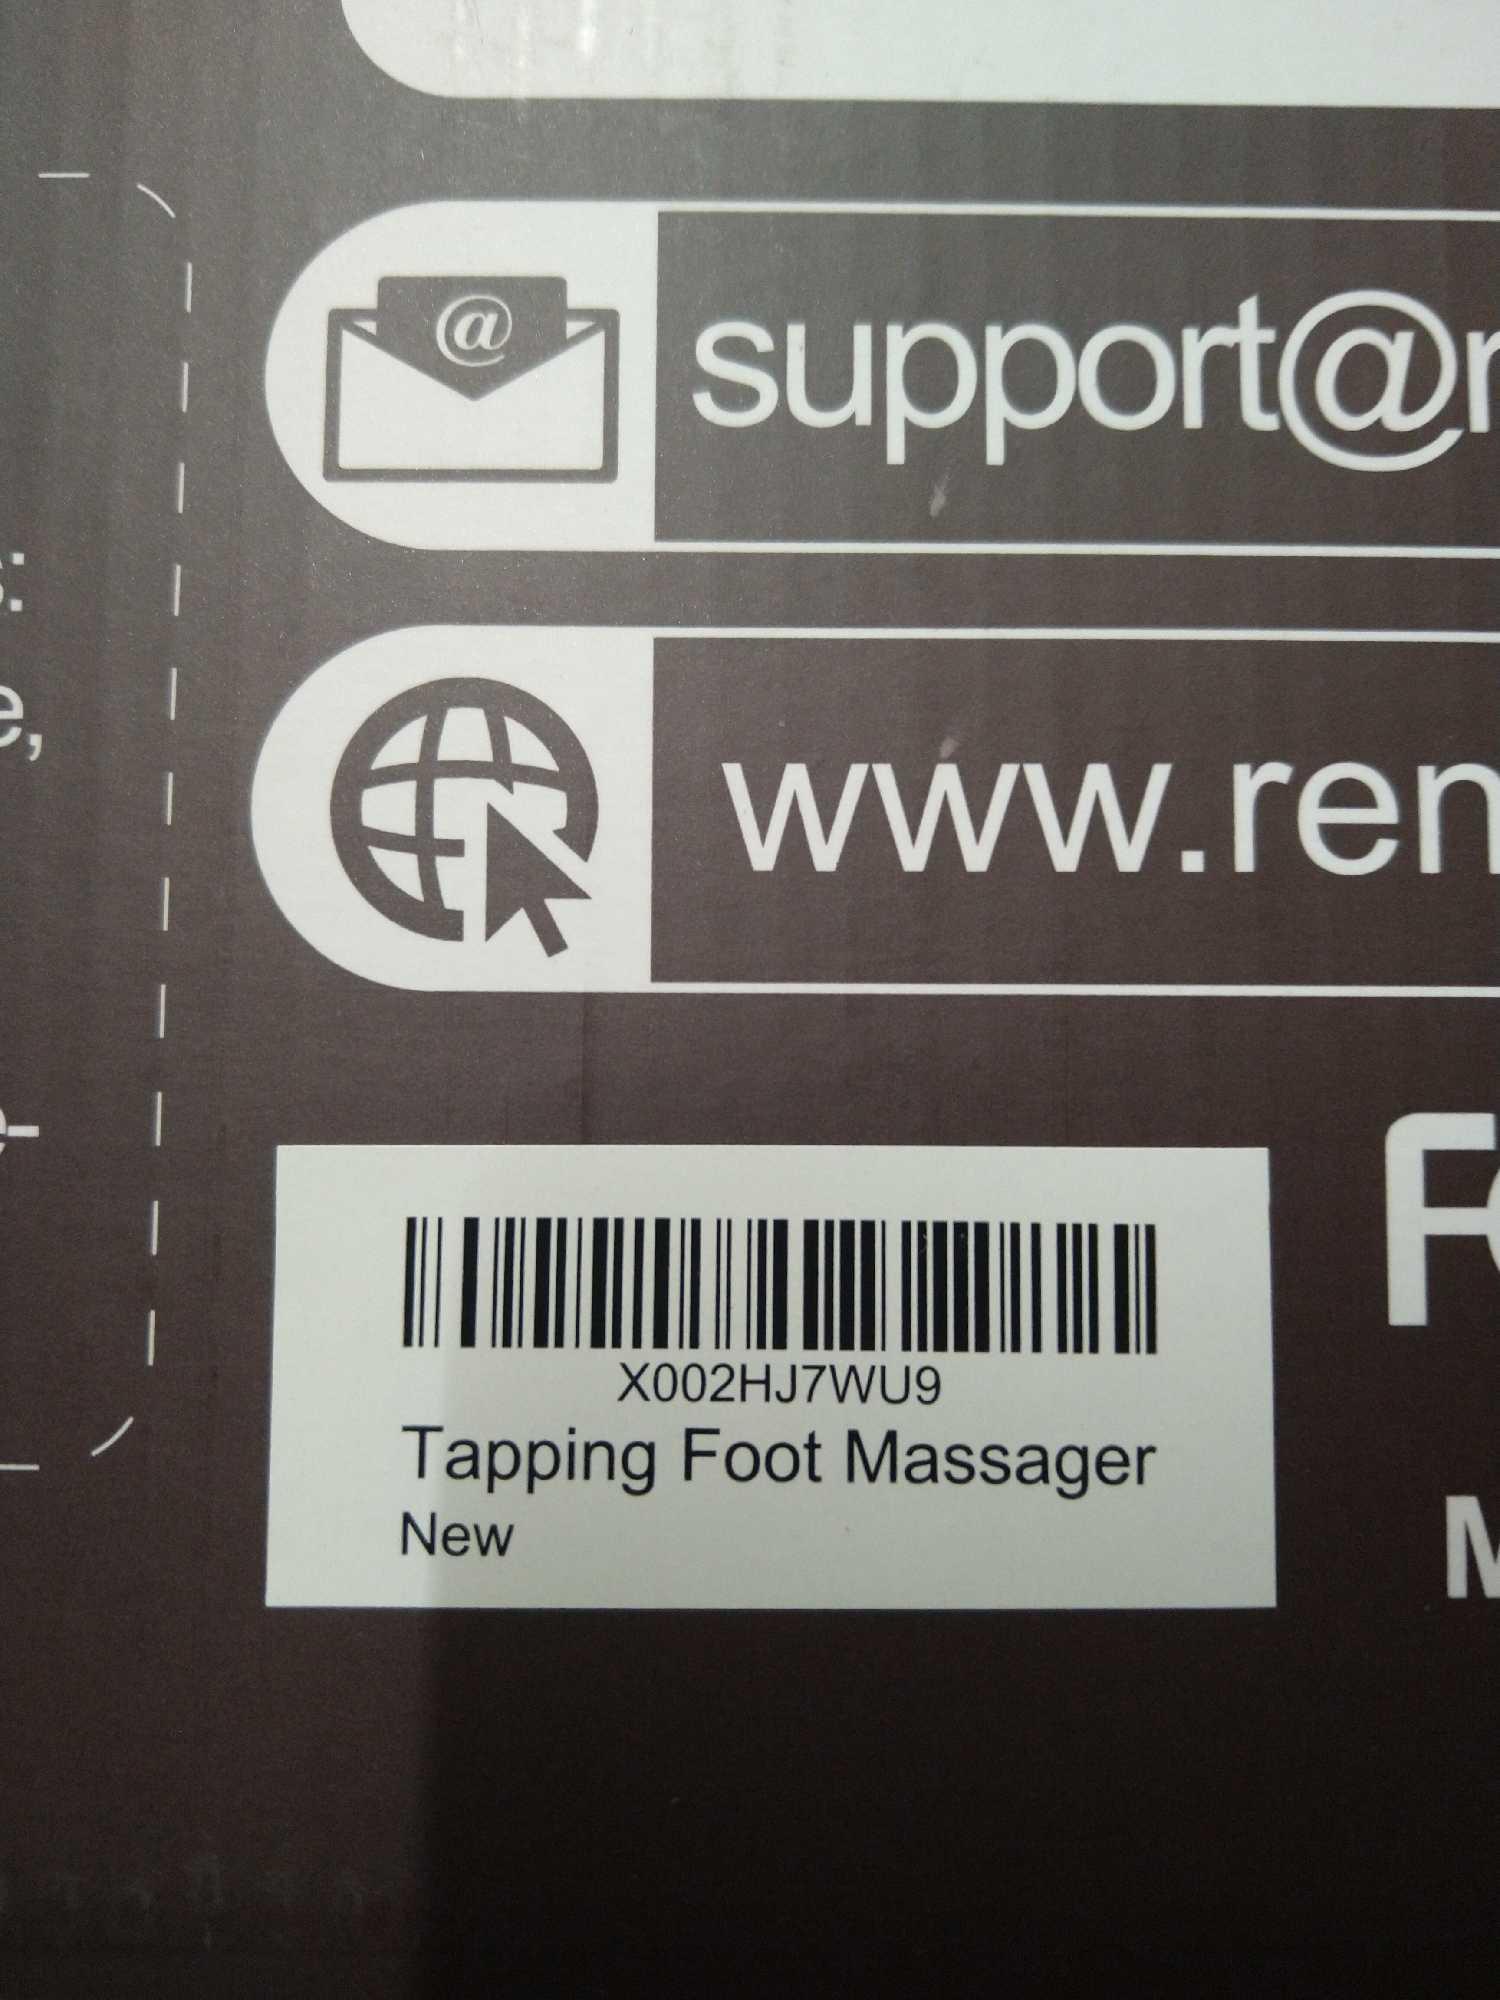 @
support@r
s:
e,
www.ren
e-
X002HJ7WU9
Tapping Foot Massager
New
M